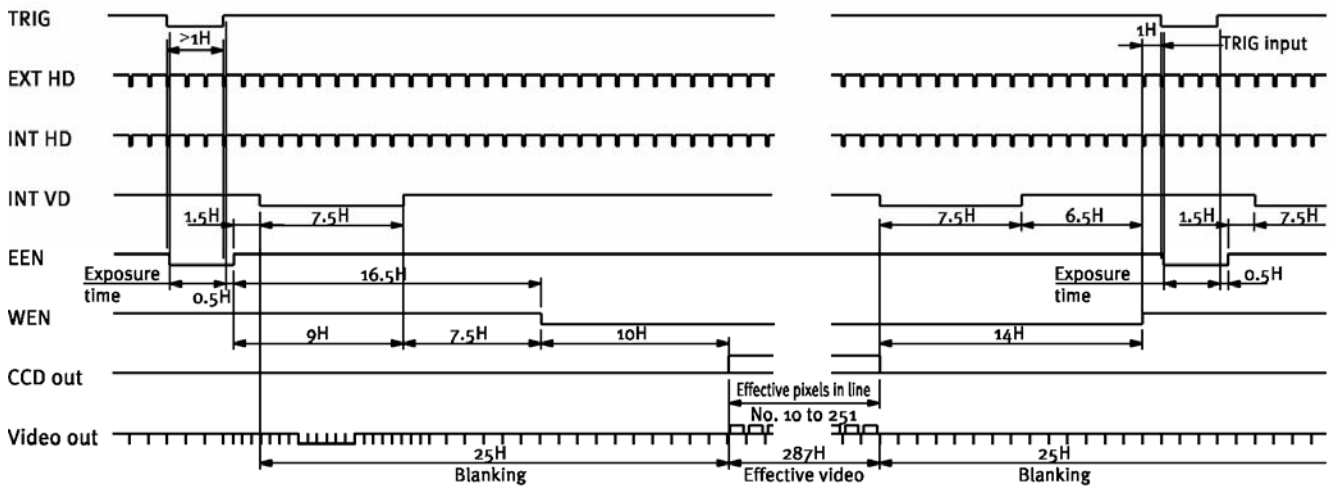 TRIG
>1H
1H
TRIG input
EXT HD
INT HD
INT VD
1.5H
7.5H
7.5H
6.5H
1.5H
7.5H
EEN
Exposure
time
0.5H
16.5H
Exposure
time
0.5H
WEN
9H
7.5H
10H
14H
CCD out
Effective pixels in line
No. 10 to 251
Video out
25H
287H
25H
Blanking
Effective video
Blanking